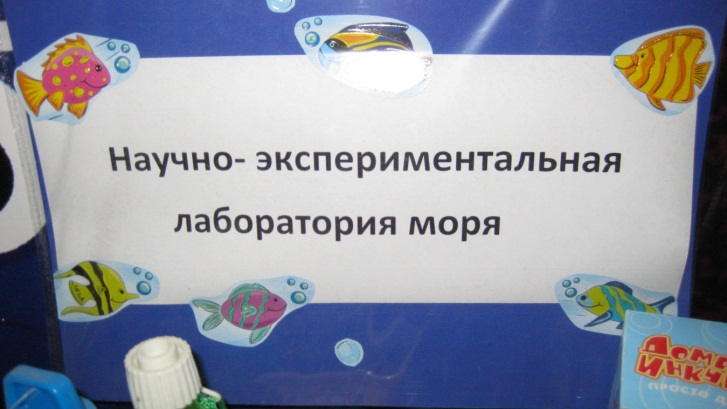 Научно- экспериментальная
лаборатория моря